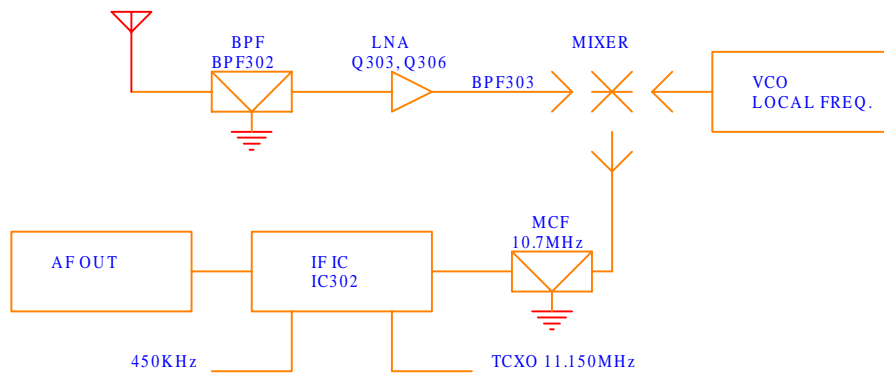 BPF
BPF302
LNA
Q303, Q306
BPF303
MIXER
VCO
LOCAL FREQ.
MCF
10.7MHz
AF OUT
IF IC
IC302
450KHz
TCXO 11.150MHz